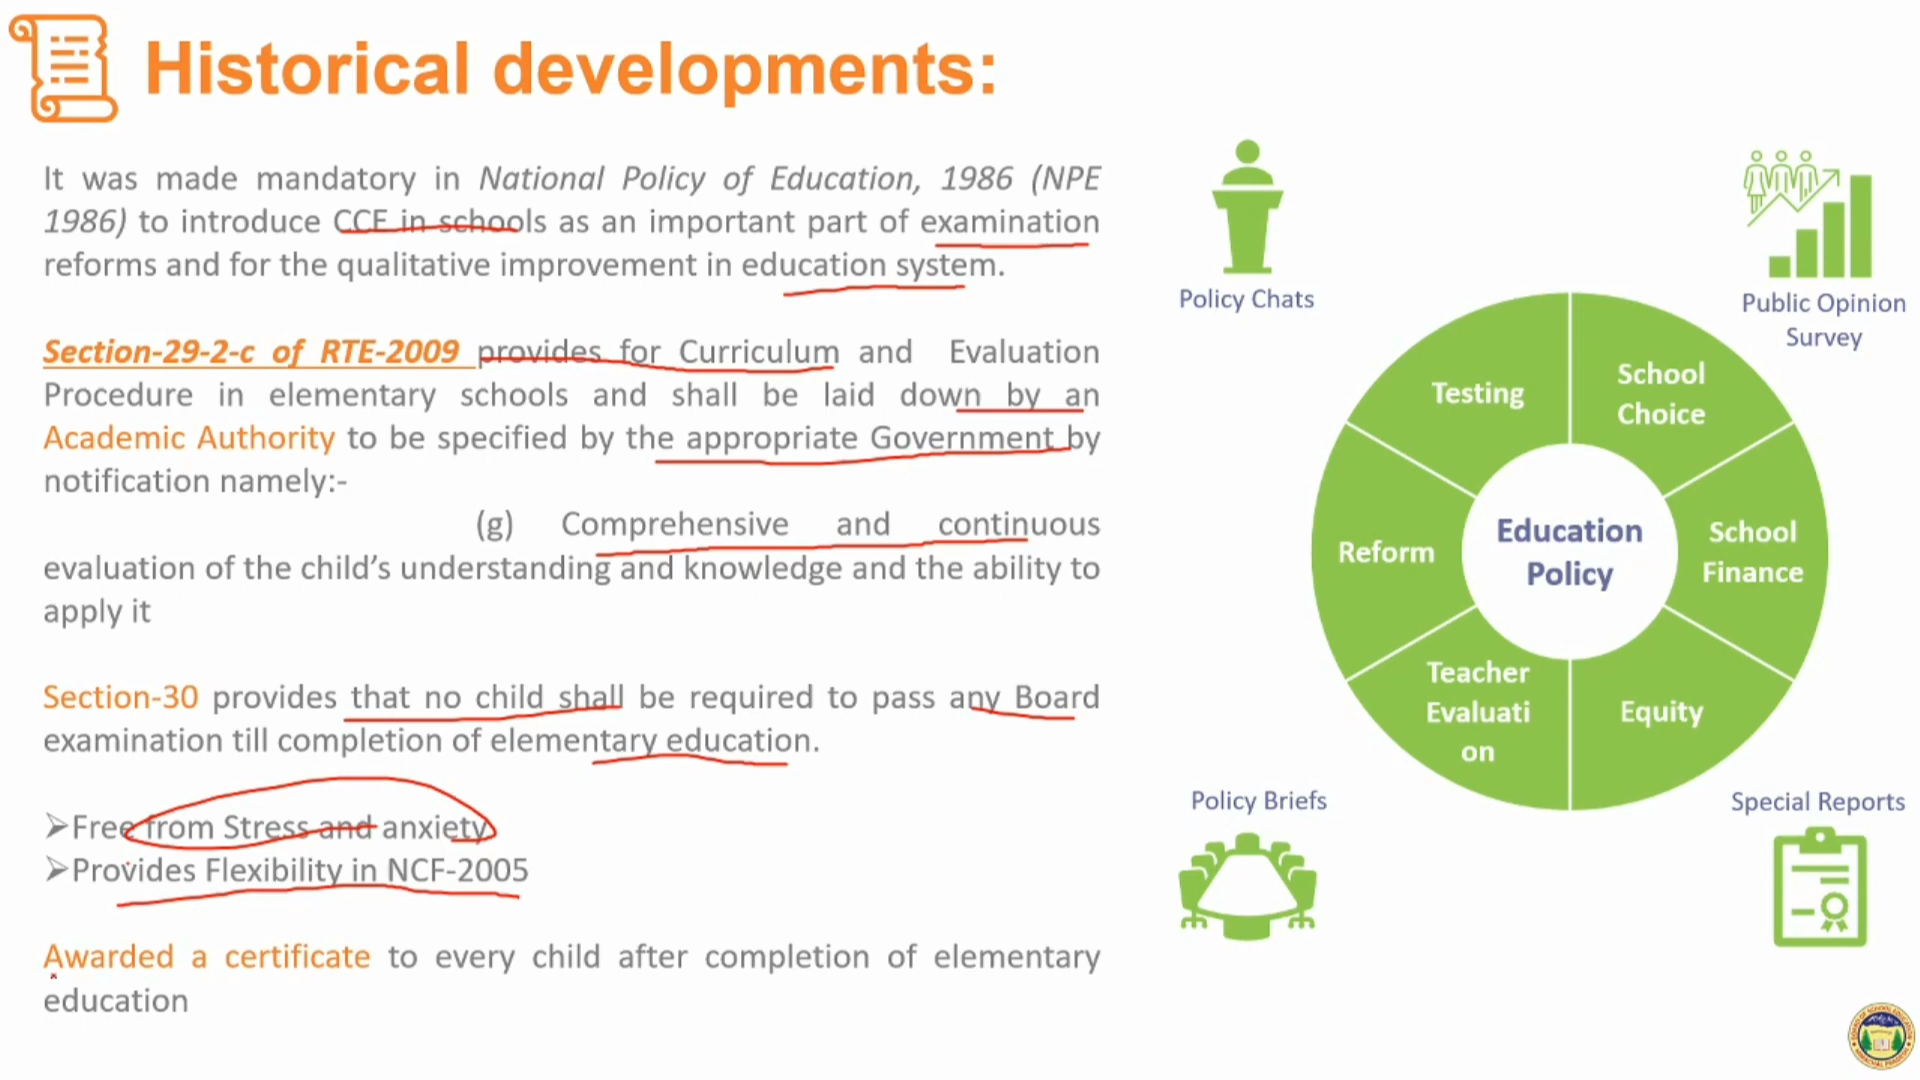 Historical developments:
It was made mandatory in National Policy of Education, 1986 (NPE
1986) to introduce CCE in schools as an important part of examination
reforms and for the qualitative improvement in education system.
Section-29-2-c of RTE-2009 provides for Curriculum and Evaluation
Procedure in elementary schools and shall be laid down by an
Academic Authority to be specified by the appropriate Government by
notification namely:-
(g) Comprehensive and continuous
evaluation of the child’s understanding and knowledge and the ability to
apply it
Section-30 provides that no child shall be required to pass any Board
examination till completion of elementary education.
➢Free from Stress and anxiety
➢Provides Flexibility in NCF-2005
Awarded a certificate to every child after completion of elementary
education
Policy Chats
Public Opinion
Survey
Testing
School
Choice
Reform
Education
Policy
School
Finance
Teacher
Evaluati
on
Equity
Policy Briefs
Special Reports